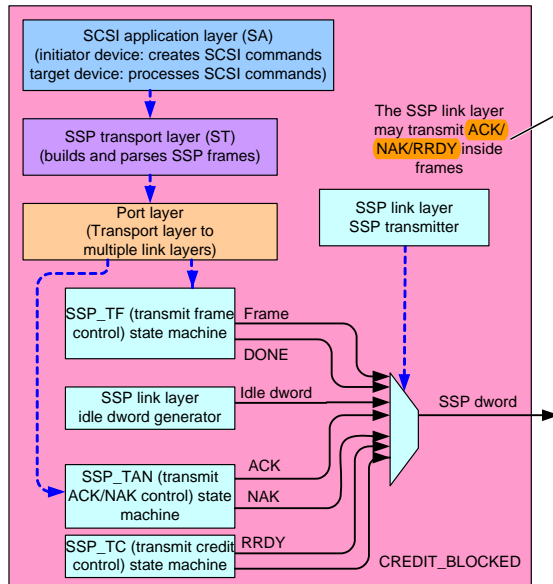 SCSI application layer (SA)
(initiator device: creates SCSI commands
target device: processes SCSI commands)
SSP transport layer (ST)
(builds and parses SSP frames)
Port layer
(Transport layer to
multiple link layers)
The SSP link layer
may transmit ACK/
NAK/RRDY inside
frames
SSP link layer
SSP transmitter
SSP_TF (transmit frame
control) state machine
Frame
DONE
SSP link layer
idle dword generator
Idle dword
SSP dword
SSP_TAN (transmit
ACK/NAK control) state
machine
ACK
NAK
SSP_TC (transmit credit
control) state machine
RRDY
CREDIT_BLOCKED